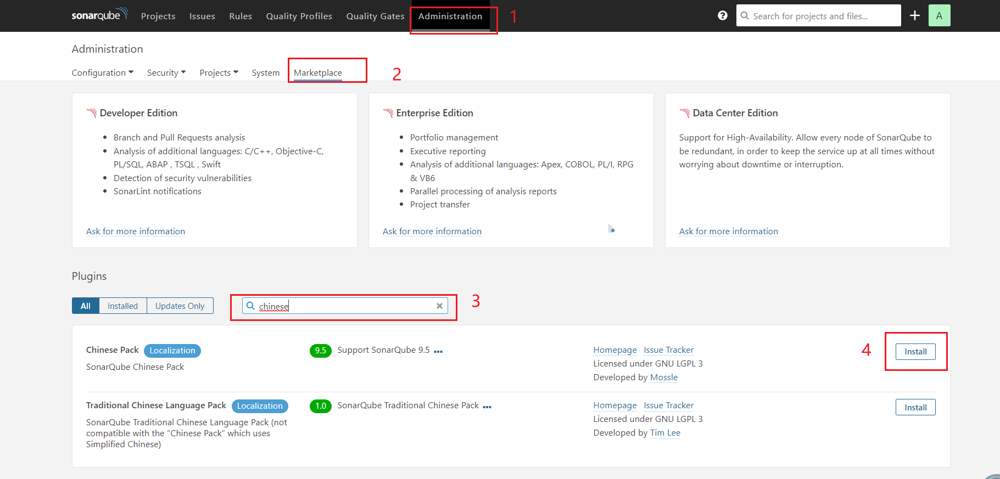 sonarqube Projects Issues Rules Quality Profiles Quality Gates Administration 1 ? Search for projects and files... + A
Administration
Configuration Security Projects System Marketplace 2
Developer Edition
Branch and Pull Requests analysis
Analysis of additional languages: C/C++, Objective-C,
PL/SQL, ABAP , TSQL , Swift
Detection of security vulnerabilities
SonarLint notifications
Ask for more information
Enterprise Edition
Portfolio management
Executive reporting
Analysis of additional languages: Apex, COBOL, PL/I, RPG
& VB6
Parallel processing of analysis reports
Project transfer
Ask for more information
Data Center Edition
Support for High-Availability. Allow every node of SonarQube to
be redundant, in order to keep the service up at all times without
worrying about downtime or interruption.
Ask for more information
Plugins
All Installed Updates Only chinese 3
Chinese Pack Localization
SonarQube Chinese Pack
9.5 Support SonarQube 9.5 ...
Homepage Issue Tracker
Licensed under GNU LGPL 3
Developed by Mossle
4 Install
Traditional Chinese Language Pack Localization
SonarQube Traditional Chinese Language Pack (not
compatible with the "Chinese Pack" which uses
Simplified Chinese)
1.0 SonarQube Traditional Chinese Pack ...
Homepage Issue Tracker
Licensed under GNU LGPL 3
Developed by Tim Lee
Install